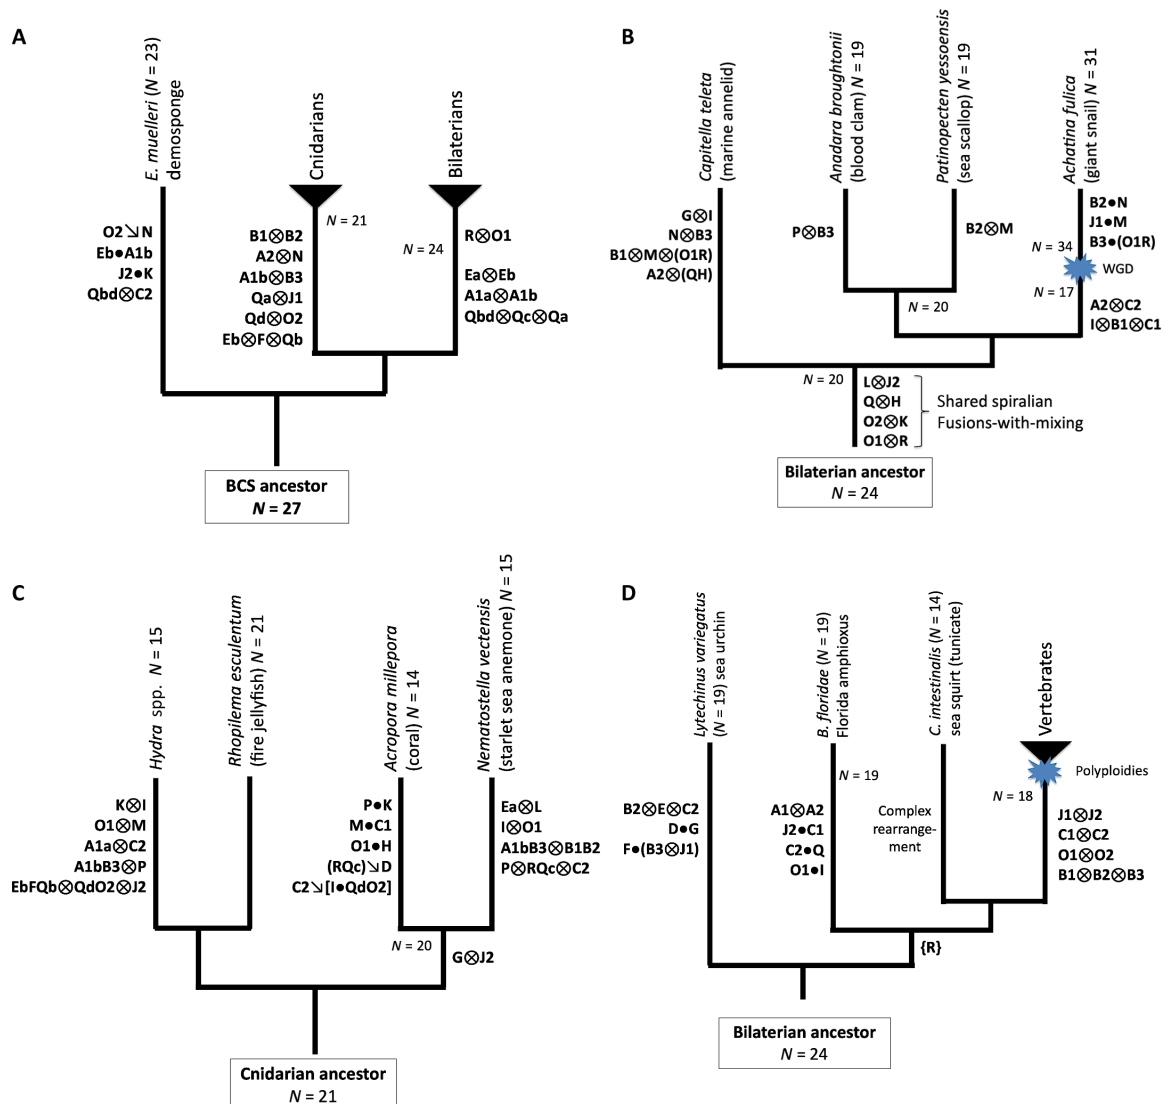 A
E. muelleri (N = 23)
demosponge
Cnidarians
Bilaterians
O2↘N
Eb•A1b
J2•K
Qbd⊗C2
N = 21
B1⊗B2
A2⊗N
A1b⊗B3
Qa⊗J1
Qd⊗O2
Eb⊗F⊗Qb
N = 24
R⊗O1
Ea⊗Eb
A1a⊗A1b
Qbd⊗Qc⊗Qa
BCS ancestor
N = 27
B
Capitella teleta
(marine annelid)
Anadara broughtonii
(blood clam) N = 19
Patinopecten yessoensis
(sea scallop) N = 19
Achatina fulica
(giant snail) N = 31
G⊗I
N⊗B3
B1⊗M⊗(O1R)
A2⊗(QH)
P⊗B3
B2⊗M
B2•N
J1•M
B3•(O1R)
N = 34
WGD
N = 17
A2⊗C2
I⊗B1⊗C1
N = 20
N = 20
L⊗J2
Q⊗H
O2⊗K
O1⊗R
Shared spiralian
Fusions-with-mixing
Bilaterian ancestor
N = 24
C
Hydra spp. N = 15
Rhopilema esculentum
(fire jellyfish) N = 21
Acropora millepora
(coral) N = 14
Nematostella vectensis
(starlet sea anemone) N = 15
K⊗I
O1⊗M
A1a⊗C2
A1bB3⊗P
EbFQb⊗QdO2⊗J2
P•K
M•C1
O1•H
(RQc)↘D
C2↘[I•QdO2]
Ea⊗L
I⊗O1
A1bB3⊗B1B2
P⊗RQc⊗C2
N = 20
G⊗J2
Cnidarian ancestor
N = 21
D
Lytechinus variegatus
(N = 19) sea urchin
B. floridae (N = 19)
Florida amphioxus
C. intestinalis (N = 14)
sea squirt (tunicate)
Vertebrates
Polyploidies
B2⊗E⊗C2
D•G
F•(B3⊗J1)
N = 19
A1⊗A2
J2•C1
C2•Q
O1•I
Complex
rearrange-
ment
N = 18
J1⊗J2
C1⊗C2
O1⊗O2
B1⊗B2⊗B3
{R}
Bilaterian ancestor
N = 24